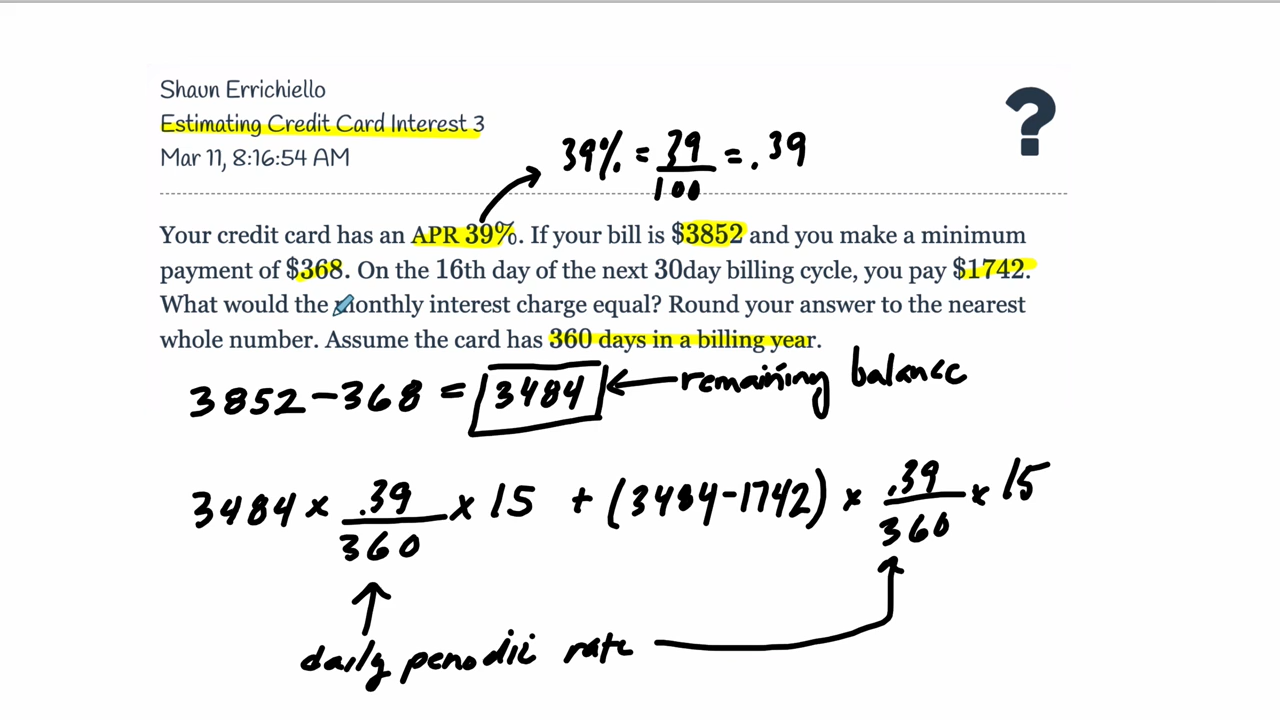 Shaun Errichiello
Estimating Credit Card Interest 3
Mar 11, 8:16:54 AM
?
39% = 39/100 = .39
Your credit card has an APR 39%. If your bill is $3852 and you make a minimum
payment of $368. On the 16th day of the next 30day billing cycle, you pay $1742.
What would the monthly interest charge equal? Round your answer to the nearest
whole number. Assume the card has 360 days in a billing year.
3852 - 368 = 3484 ← remaining balance
3484 × .39/360 × 15 + (3484-1742) × .39/360 × 15
daily periodic rate